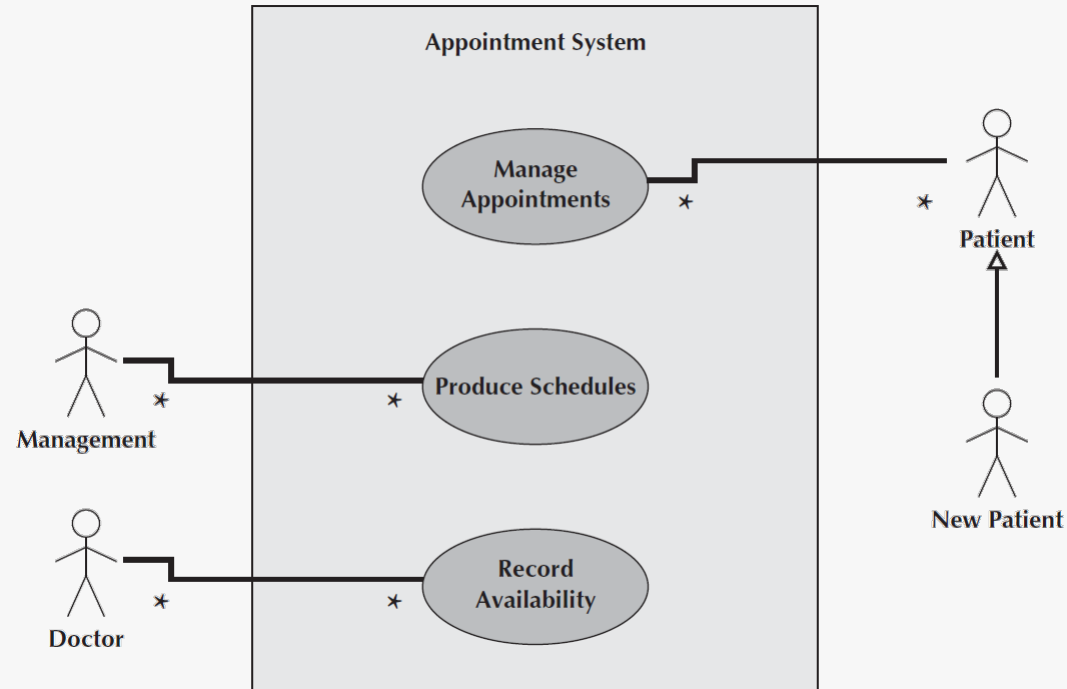 Appointment System
Manage
Appointments
*
*
Patient
Produce Schedules
*
*
Management
New Patient
Record
Availability
*
*
Doctor